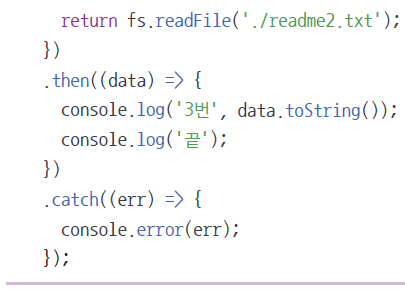 return fs.readFile('./readme2.txt');
})
.then((data) => {
console.log('3번', data.toString());
console.log('끝');
})
.catch((err) => {
console.error(err);
});